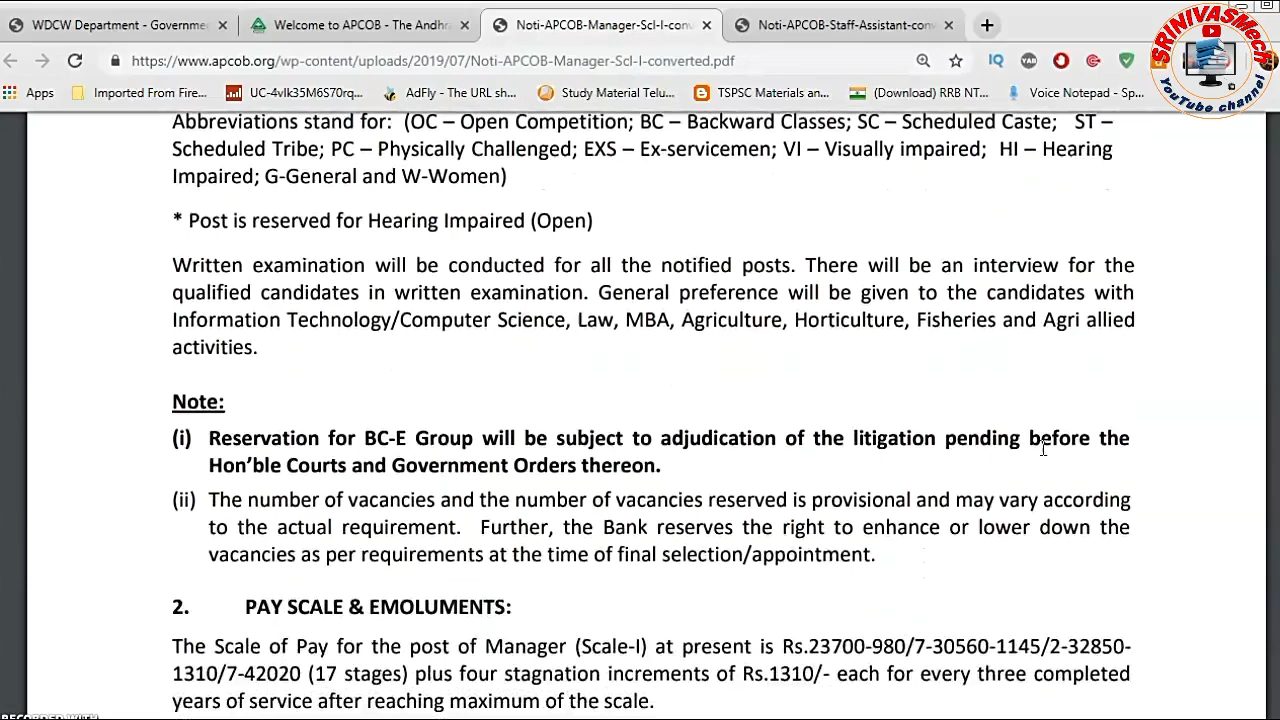 WDCW Department - Governme
Welcome to APCOB - The Andhr
Noti-APCOB-Manager-Scl-I-conver
Noti-APCOB-Staff-Assistant-conv
https://www.apcob.org/wp-content/uploads/2019/07/Noti-APCOB-Manager-Scl-I-converted.pdf
Apps
Imported From Fire...
UC-4vlk35M6S70rq...
AdFly - The URL sh...
Study Material Telu...
TSPSC Materials an...
(Download) RRB NT...
Voice Notepad - Sp...
SRINIVASMech
YouTube channel
Abbreviations stand for: (OC – Open Competition; BC – Backward Classes; SC – Scheduled Caste; ST –
Scheduled Tribe; PC – Physically Challenged; EXS – Ex-servicemen; VI – Visually impaired; HI – Hearing
Impaired; G-General and W-Women)
* Post is reserved for Hearing Impaired (Open)
Written examination will be conducted for all the notified posts. There will be an interview for the
qualified candidates in written examination. General preference will be given to the candidates with
Information Technology/Computer Science, Law, MBA, Agriculture, Horticulture, Fisheries and Agri allied
activities.
Note:
(i) Reservation for BC-E Group will be subject to adjudication of the litigation pending before the
Hon'ble Courts and Government Orders thereon.
(ii) The number of vacancies and the number of vacancies reserved is provisional and may vary according
to the actual requirement. Further, the Bank reserves the right to enhance or lower down the
vacancies as per requirements at the time of final selection/appointment.
2. PAY SCALE & EMOLUMENTS:
The Scale of Pay for the post of Manager (Scale-I) at present is Rs.23700-980/7-30560-1145/2-32850-
1310/7-42020 (17 stages) plus four stagnation increments of Rs.1310/- each for every three completed
years of service after reaching maximum of the scale.
RECORDED WITH